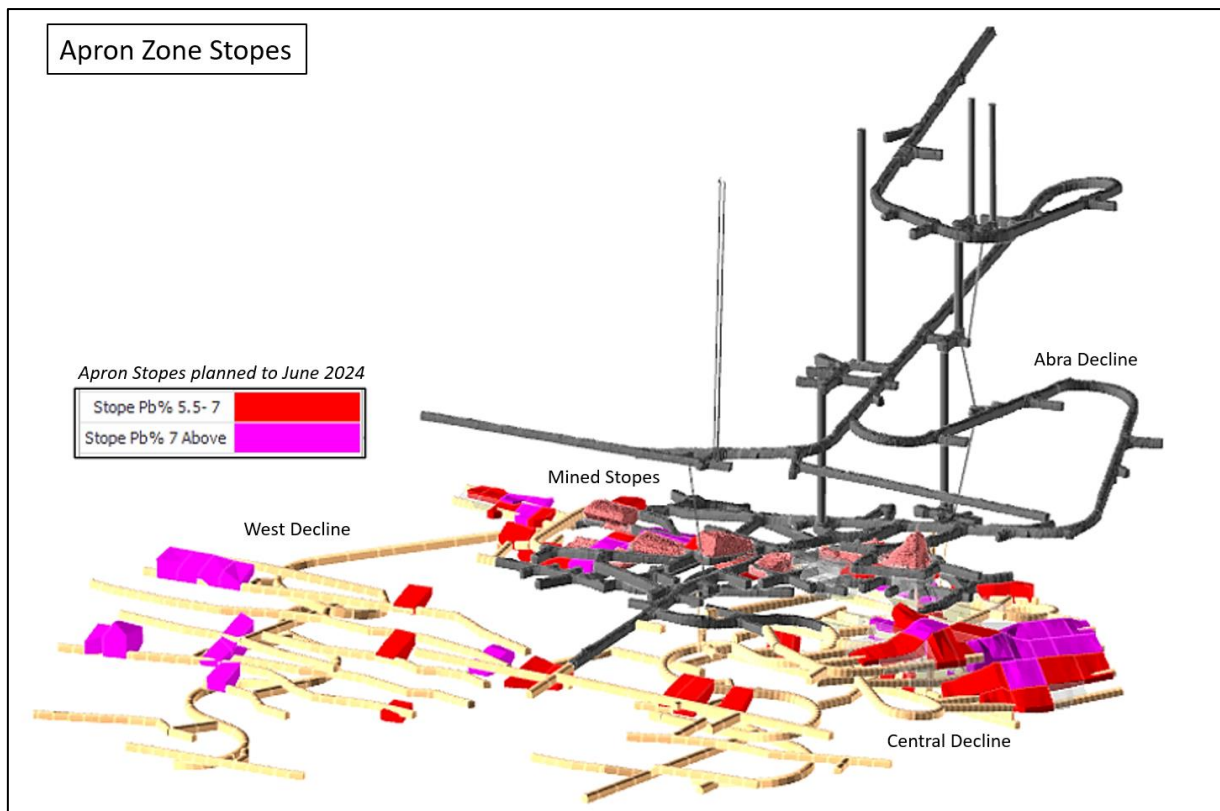 Apron Zone Stopes
Abra Decline
Apron Stopes planned to June 2024
Stope Pb% 5.5- 7
Stope Pb% 7 Above
Mined Stopes
West Decline
Central Decline